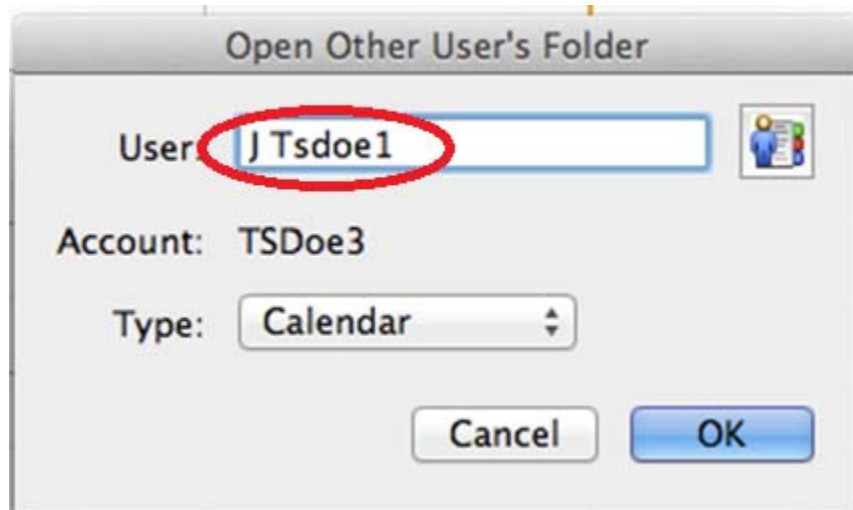 Open Other User's Folder
User: J Tsdoe1
Account: TSDoe3
Type: Calendar
Cancel OK